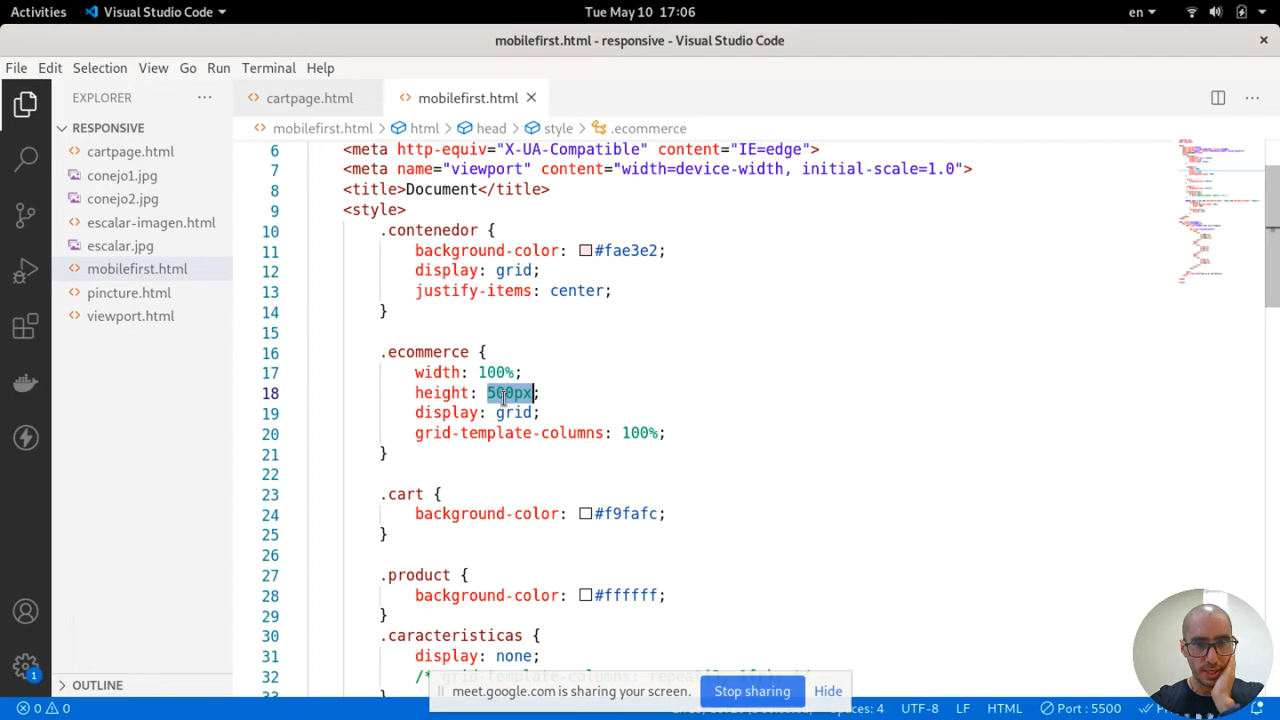 Activities Visual Studio Code Tue May 10 17:06 en
mobilefirst.html - responsive - Visual Studio Code
File Edit Selection View Go Run Terminal Help
EXPLORER
RESPONSIVE
cartpage.html
conejo1.jpg
conejo2.jpg
escalar-imagen.html
escalar.jpg
mobilefirst.html
pincture.html
viewport.html
OUTLINE
cartpage.html mobilefirst.html
mobilefirst.html html head style .ecommerce
6 <meta http-equiv="X-UA-Compatible" content="IE=edge">
7 <meta name="viewport" content="width=device-width, initial-scale=1.0">
8 <title>Document</title>
9 <style>
10 .contenedor {
11 background-color: #fae3e2;
12 display: grid;
13 justify-items: center;
14 }
15
16 .ecommerce {
17 width: 100%;
18 height: 500px;
19 display: grid;
20 grid-template-columns: 100%;
21 }
22
23 .cart {
24 background-color: #f9fafc;
25 }
26
27 .product {
28 background-color: #ffffff;
29 }
30 .caracteristicas {
31 display: none;
32
33
meet.google.com is sharing your screen. Stop sharing Hide
1
0 0 Spaces: 4 UTF-8 LF HTML Port : 5500